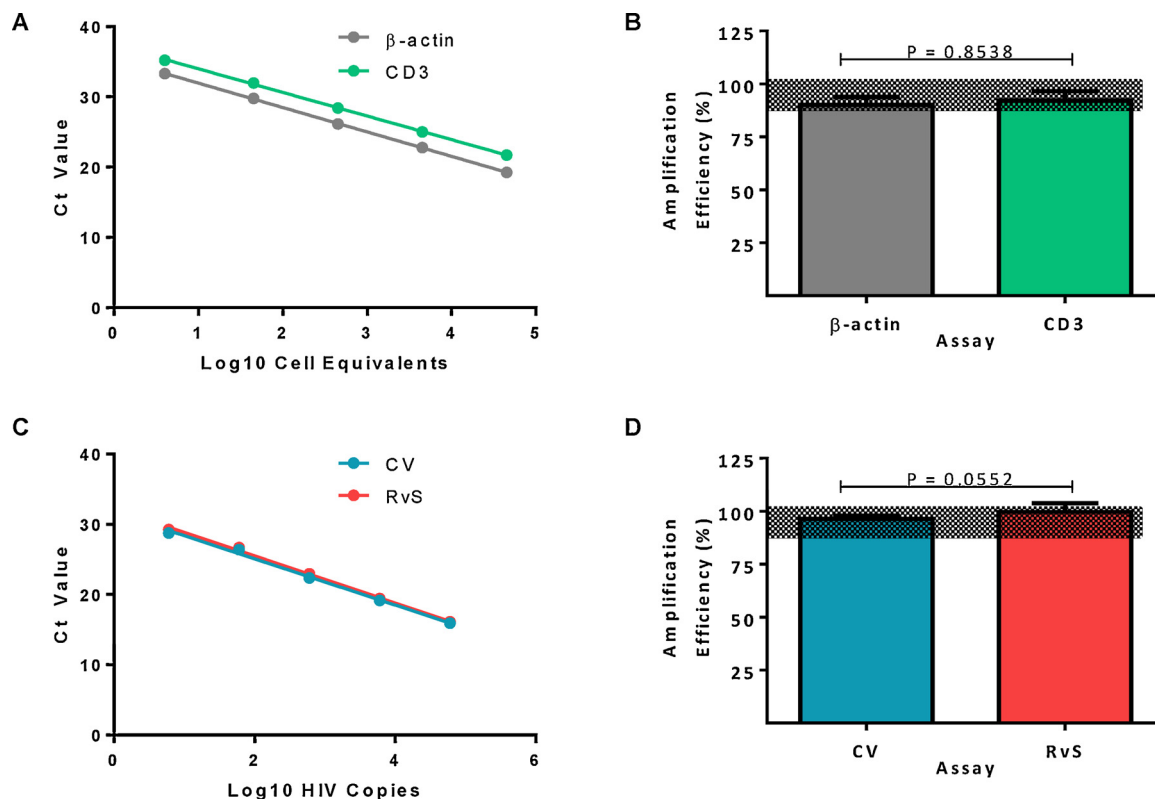 A
40
30
20
10
0
Ct Value
β-actin
CD3
0 1 2 3 4 5
Log10 Cell Equivalents
B
125
100
75
50
25
Amplification
Efficiency (%)
P = 0.8538
β-actin CD3
Assay
C
40
30
20
10
0
Ct Value
CV
RvS
0 2 4 6
Log10 HIV Copies
D
125
100
75
50
25
Amplification
Efficiency (%)
P = 0.0552
CV RvS
Assay